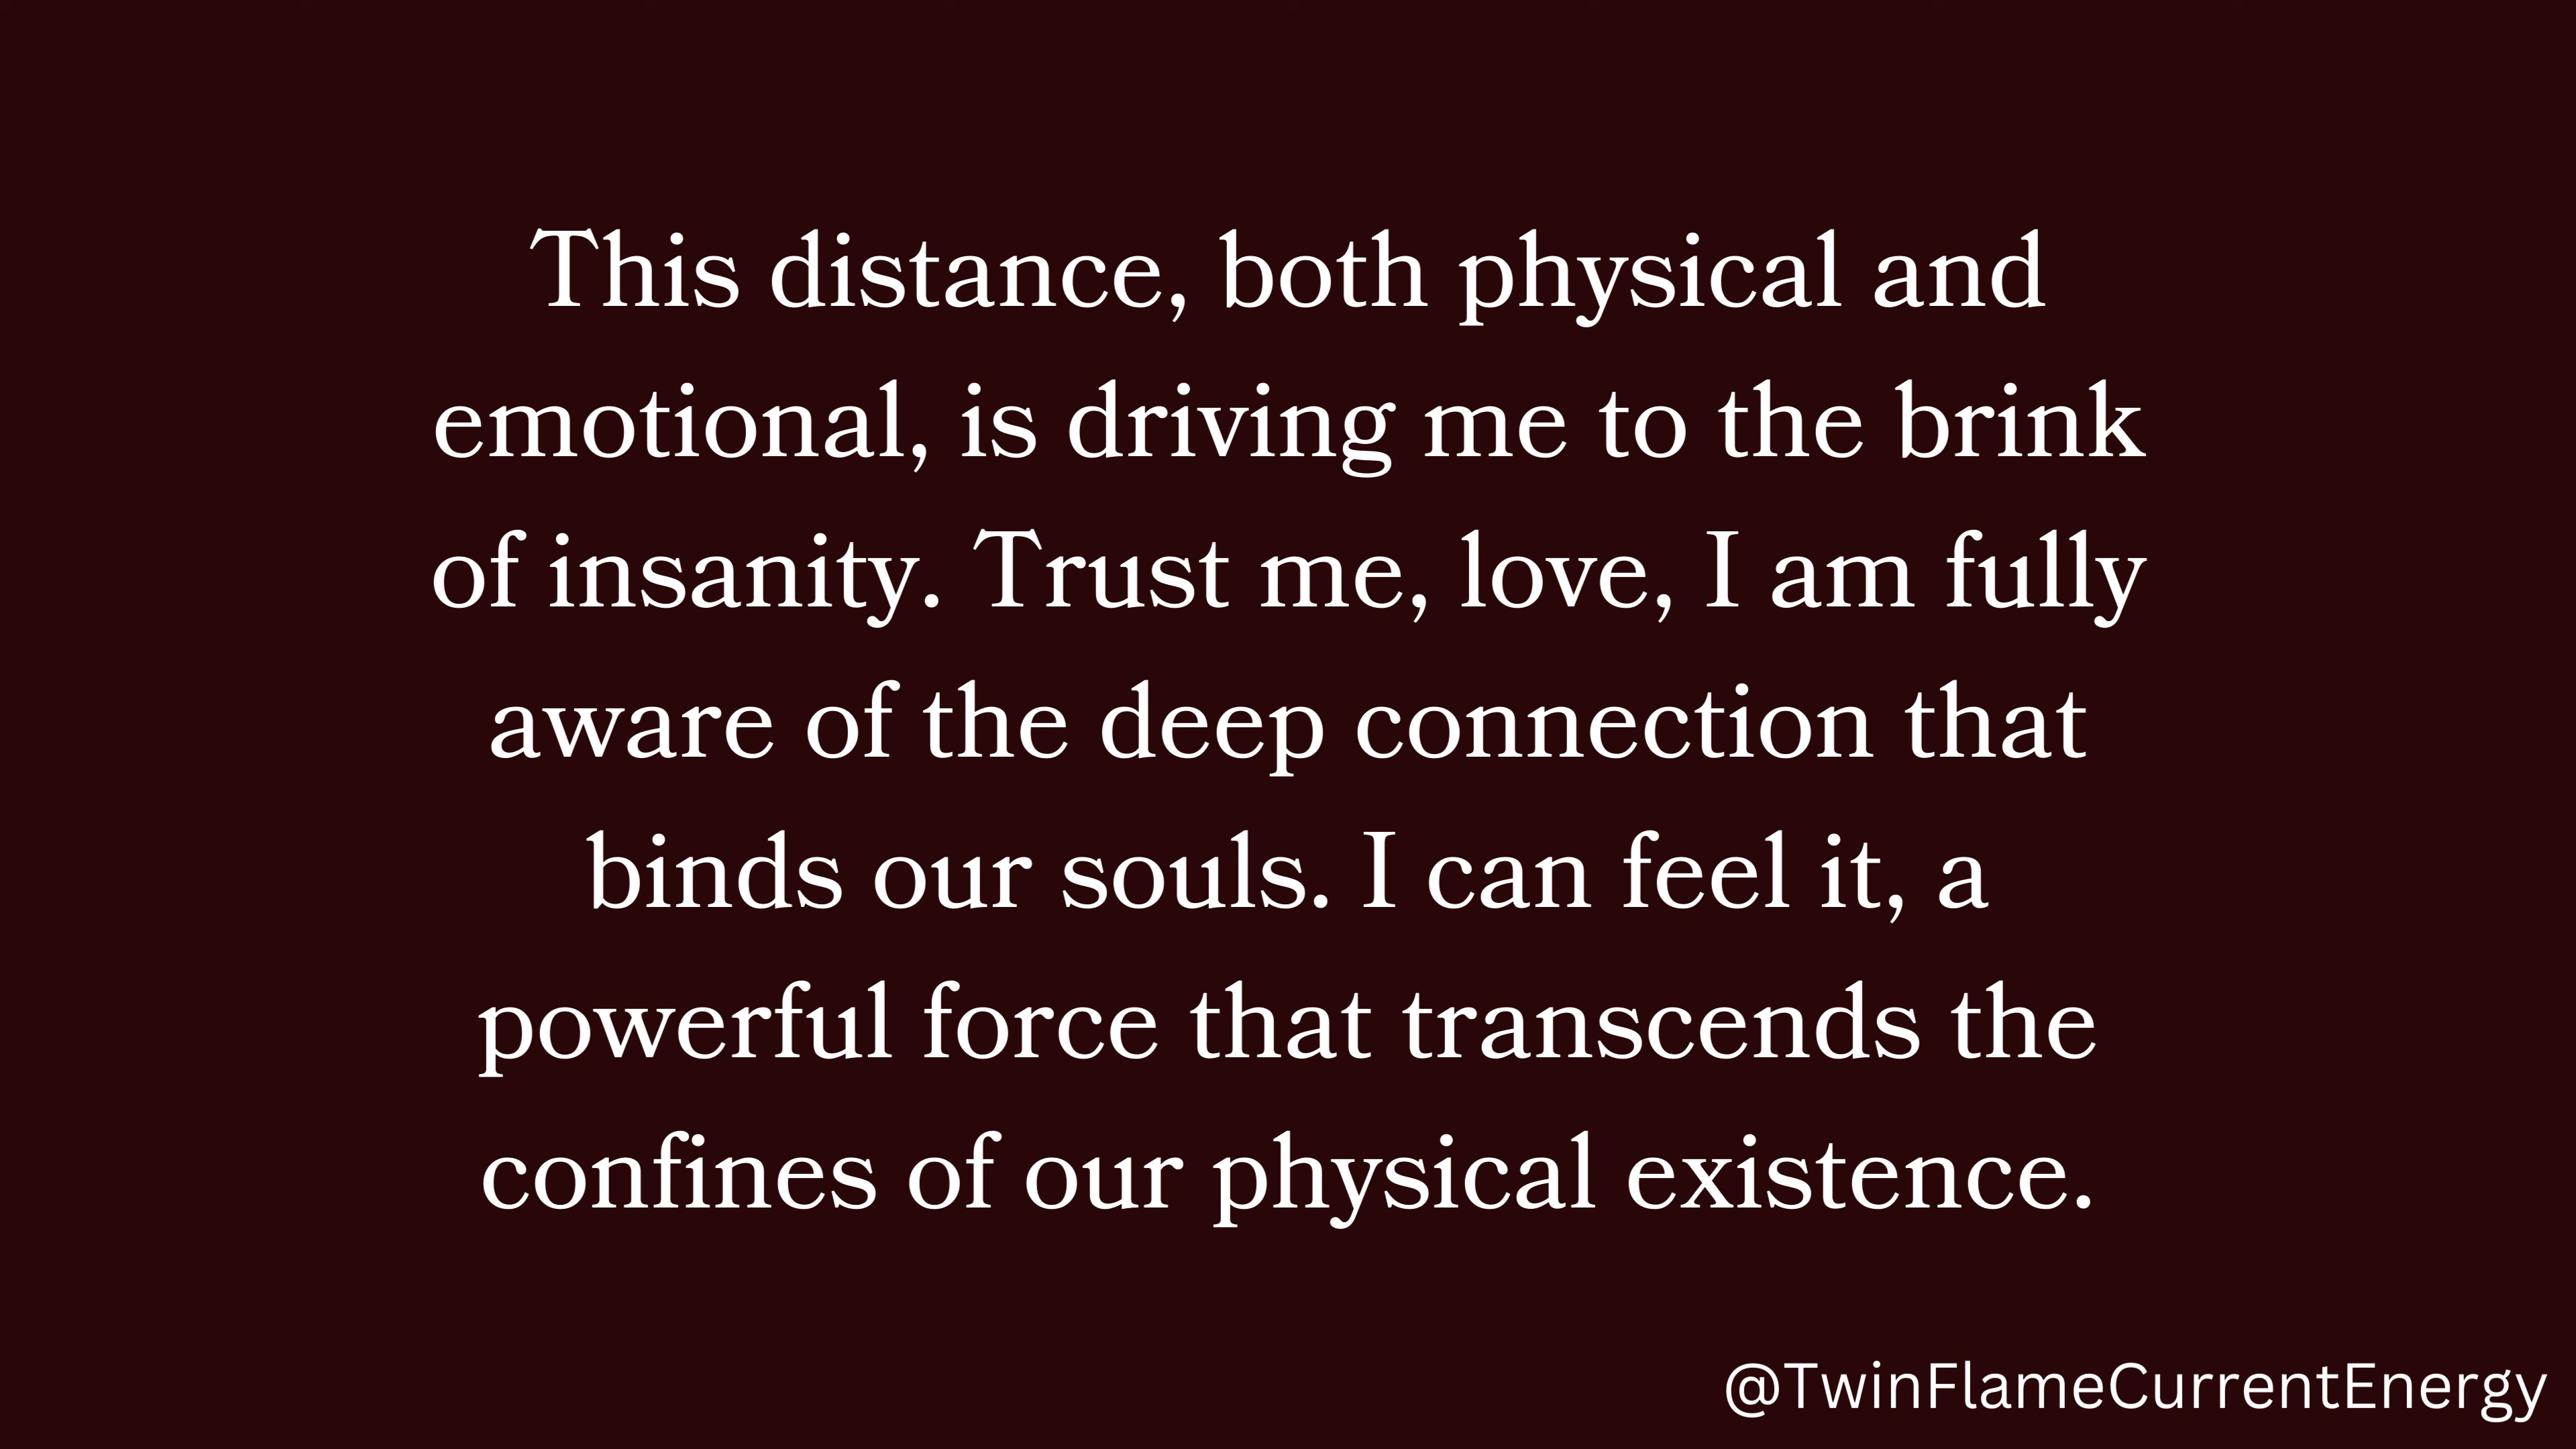 This distance, both physical and
emotional, is driving me to the brink
of insanity. Trust me, love, I am fully
aware of the deep connection that
binds our souls. I can feel it, a
powerful force that transcends the
confines of our physical existence.
@TwinFlameCurrentEnergy